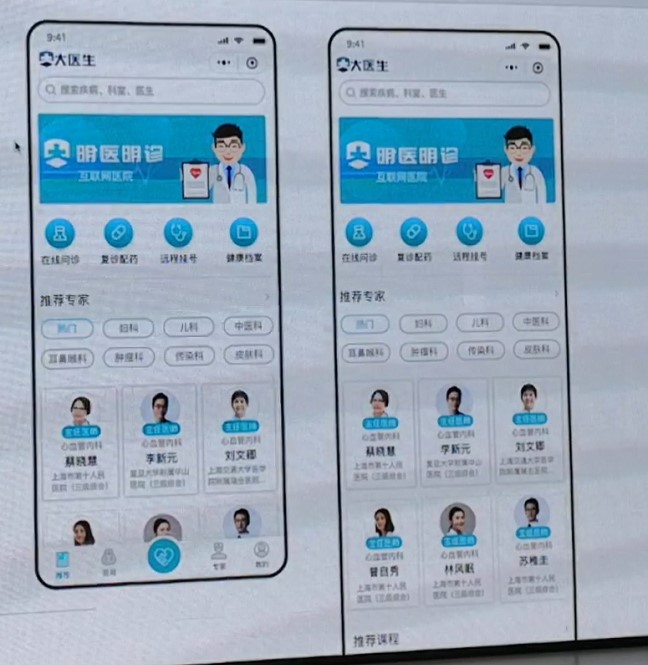 9:41
大医生
搜索疾病、科室、医生
明医明诊
互联网医院
在线问诊 复诊配药 远程挂号 健康档案
推荐专家
热门 妇科 儿科 中医科
耳鼻喉科 肿瘤科 传染科 皮肤科
主任医师 主任医师 主任医师
心血管内科 心血管内科 心血管内科
蔡晓慧 李新元 刘文卿
上海市第十人民 复旦大学附属华山 上海交通大学医学
医院（三级综合） 医院（三级综合） 院附属瑞金医院
推荐 专家 我的
9:41
大医生
搜索疾病、科室、医生
明医明诊
互联网医院
在线问诊 复诊配药 远程挂号 健康档案
推荐专家
热门 妇科 儿科 中医科
耳鼻喉科 肿瘤科 传染科 皮肤科
主任医师 主任医师 主任医师
心血管内科 心血管内科 心血管内科
蔡晓慧 李新元 刘文卿
上海市第十人民 复旦大学附属华山 上海交通大学医学
医院（三级综合） 医院（三级综合） 院附属瑞金医院
主任医师 主任医师 主任医师
心血管内科 心血管内科 心血管内科
曾自秀 林凤眠 苏稚圭
上海市第十人民 上海市第十人民 上海市第十人民
医院（三级综合） 医院（三级综合） 医院（三级综合）
推荐课程